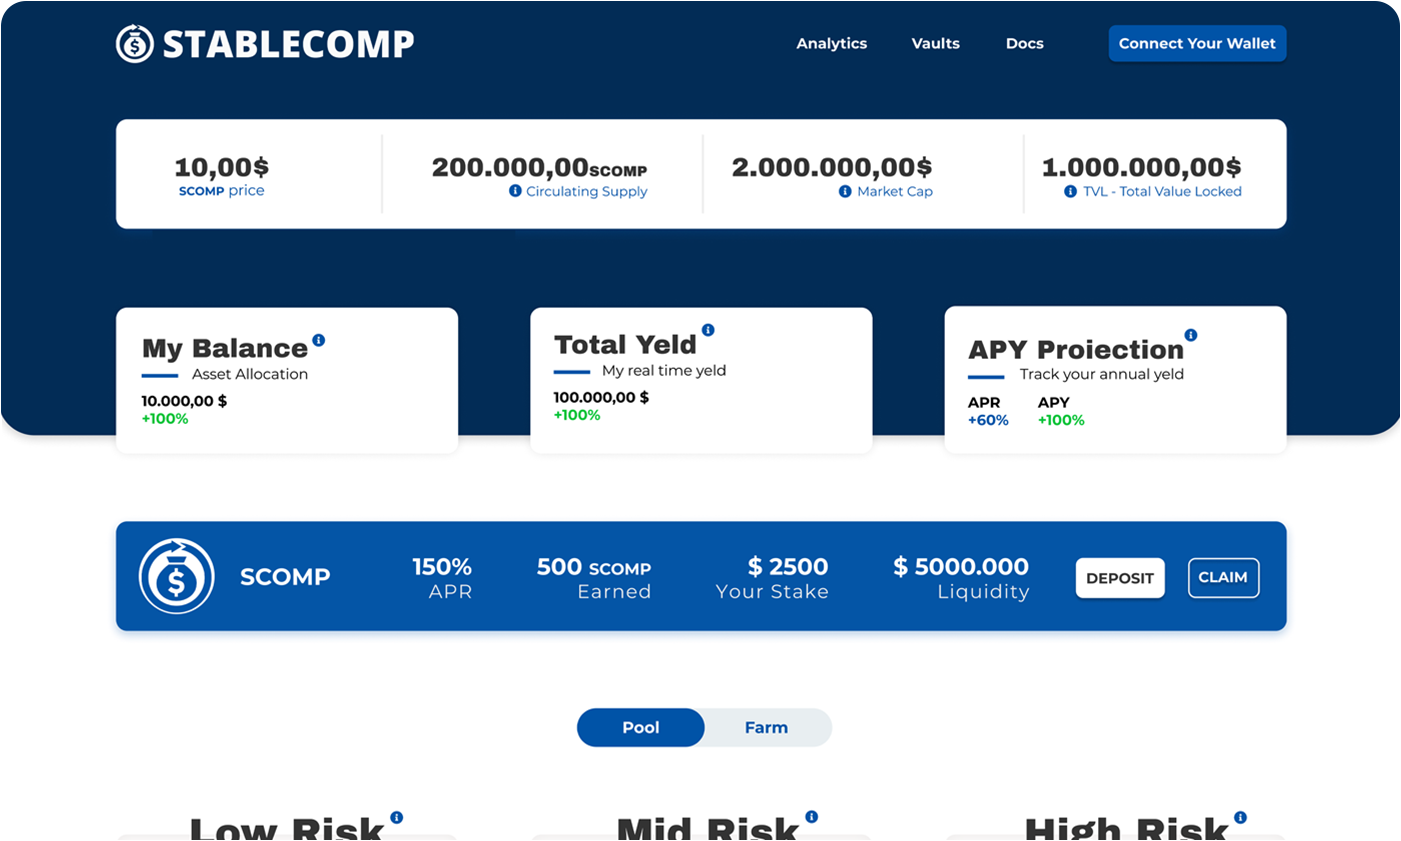 STABLECOMP
Analytics
Vaults
Docs
Connect Your Wallet
10,00$
SCOMP price
200.000,00SCOMP
Circulating Supply
2.000.000,00$
Market Cap
1.000.000,00$
TVL - Total Value Locked
My Balance
Asset Allocation
10.000,00 $
+100%
Total Yeld
My real time yeld
100.000,00 $
+100%
APY Proiection
Track your annual yeld
APR APY
+60% +100%
SCOMP
150%
APR
500 SCOMP
Earned
$ 2500
Your Stake
$ 5000.000
Liquidity
DEPOSIT
CLAIM
Pool
Farm
Low Risk
Mid Risk
High Risk